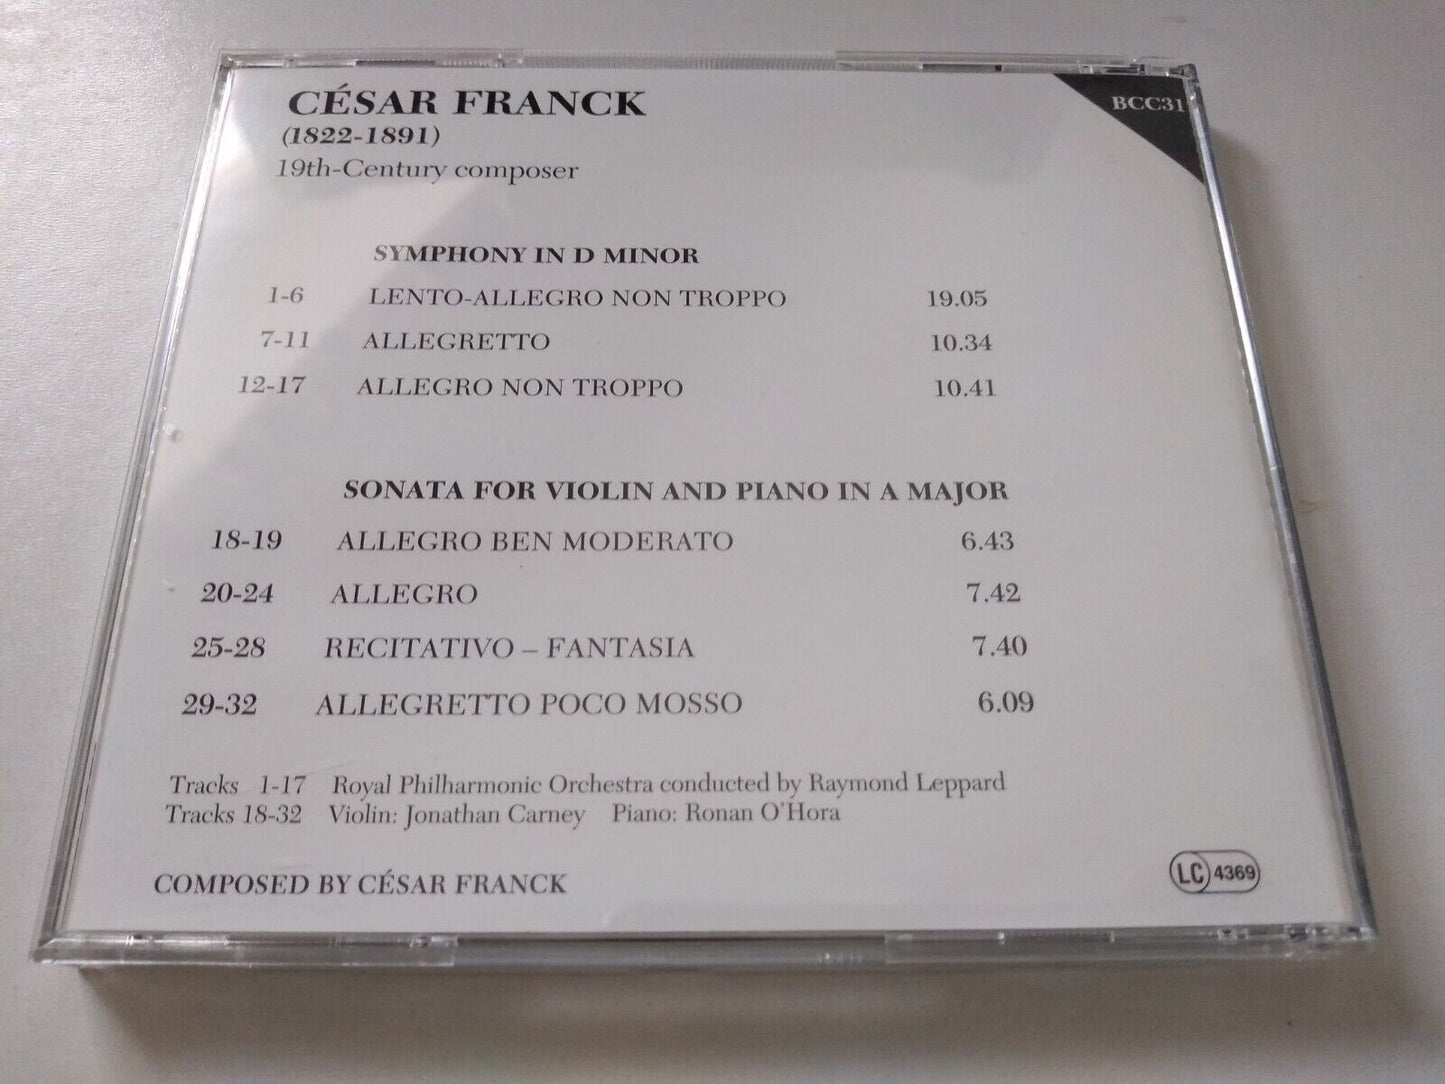 CÉSAR FRANCK
(1822-1891)
19th-Century composer
BCC31
SYMPHONY IN D MINOR
1-6 LENTO-ALLEGRO NON TROPPO 19.05
7-11 ALLEGRETTO 10.34
12-17 ALLEGRO NON TROPPO 10.41
SONATA FOR VIOLIN AND PIANO IN A MAJOR
18-19 ALLEGRO BEN MODERATO 6.43
20-24 ALLEGRO 7.42
25-28 RECITATIVO – FANTASIA 7.40
29-32 ALLEGRETTO POCO MOSSO 6.09
Tracks 1-17 Royal Philharmonic Orchestra conducted by Raymond Leppard
Tracks 18-32 Violin: Jonathan Carney Piano: Ronan O'Hora
COMPOSED BY CÉSAR FRANCK
LC 4369